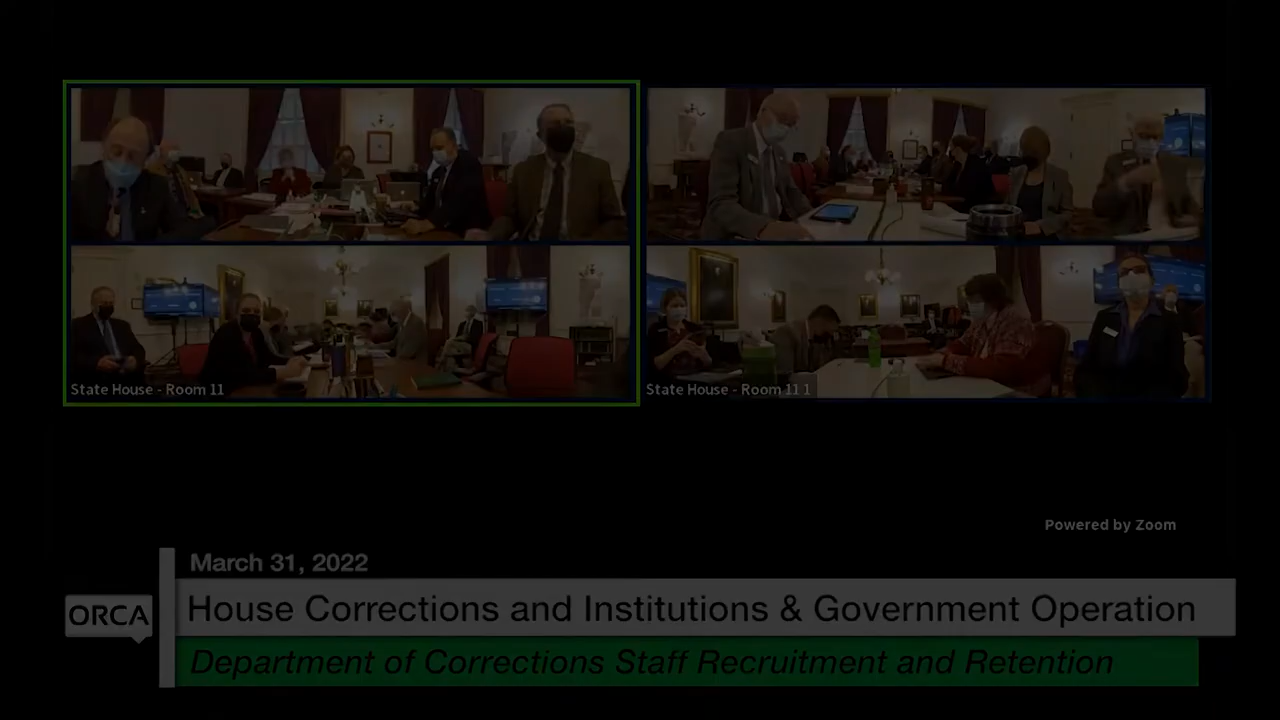 State House - Room 11
State House - Room 11 1
Powered by Zoom
March 31, 2022
ORCA
House Corrections and Institutions & Government Operation
Department of Corrections Staff Recruitment and Retention